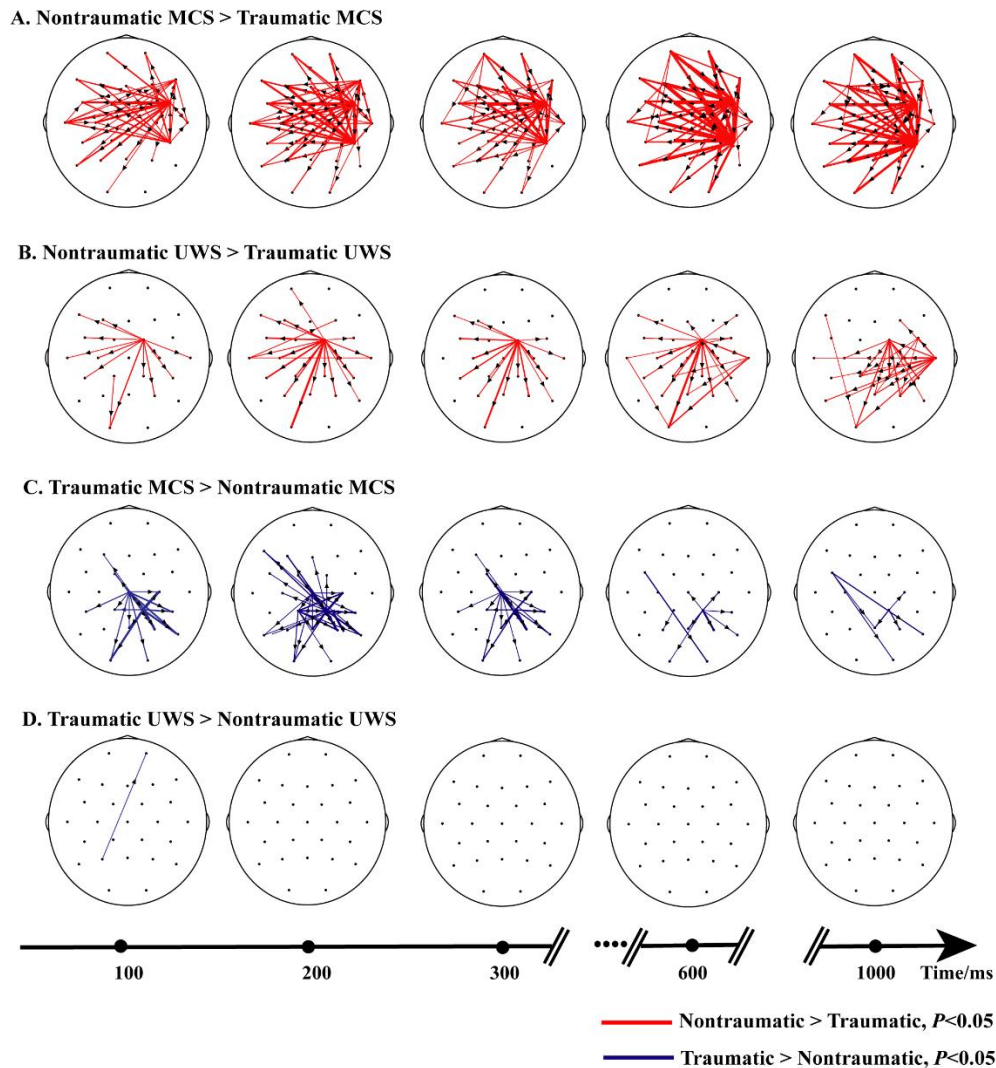 A. Nontraumatic MCS > Traumatic MCS
B. Nontraumatic UWS > Traumatic UWS
C. Traumatic MCS > Nontraumatic MCS
D. Traumatic UWS > Nontraumatic UWS
100 200 300 600 1000 Time/ms
Nontraumatic > Traumatic, P<0.05
Traumatic > Nontraumatic, P<0.05